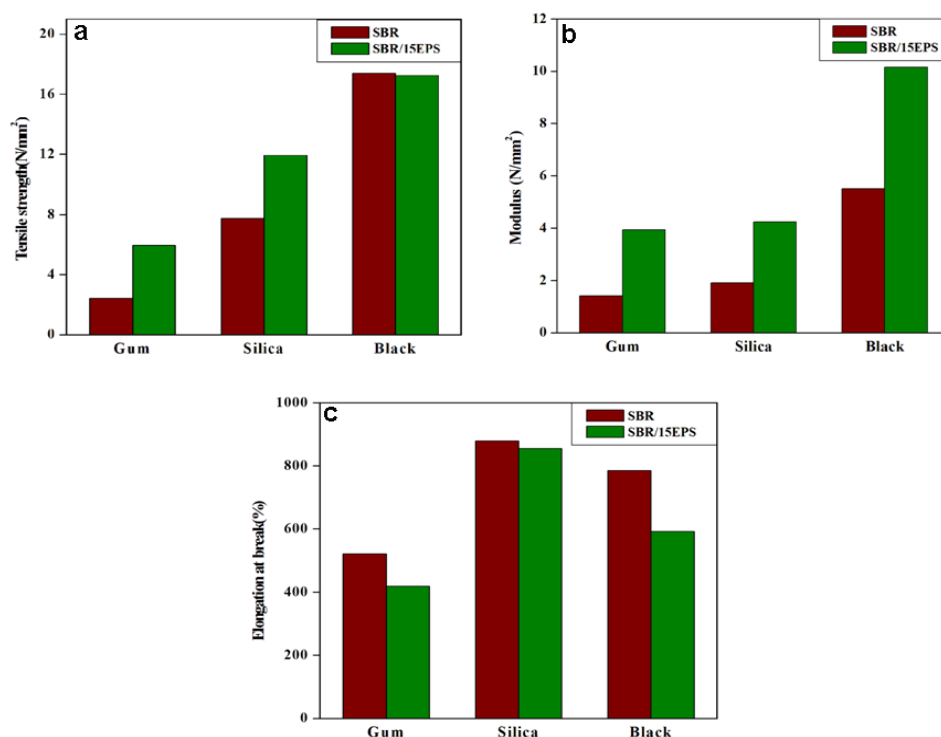 a
SBR
SBR/15EPS
20
16
12
8
4
0
Tensile strength(N/mm²)
Gum Silica Black
b
SBR
SBR/15EPS
12
10
8
6
4
2
0
Modulus (N/mm²)
Gum Silica Black
c
SBR
SBR/15EPS
1000
800
600
400
200
0
Elongation at break(%)
Gum Silica Black